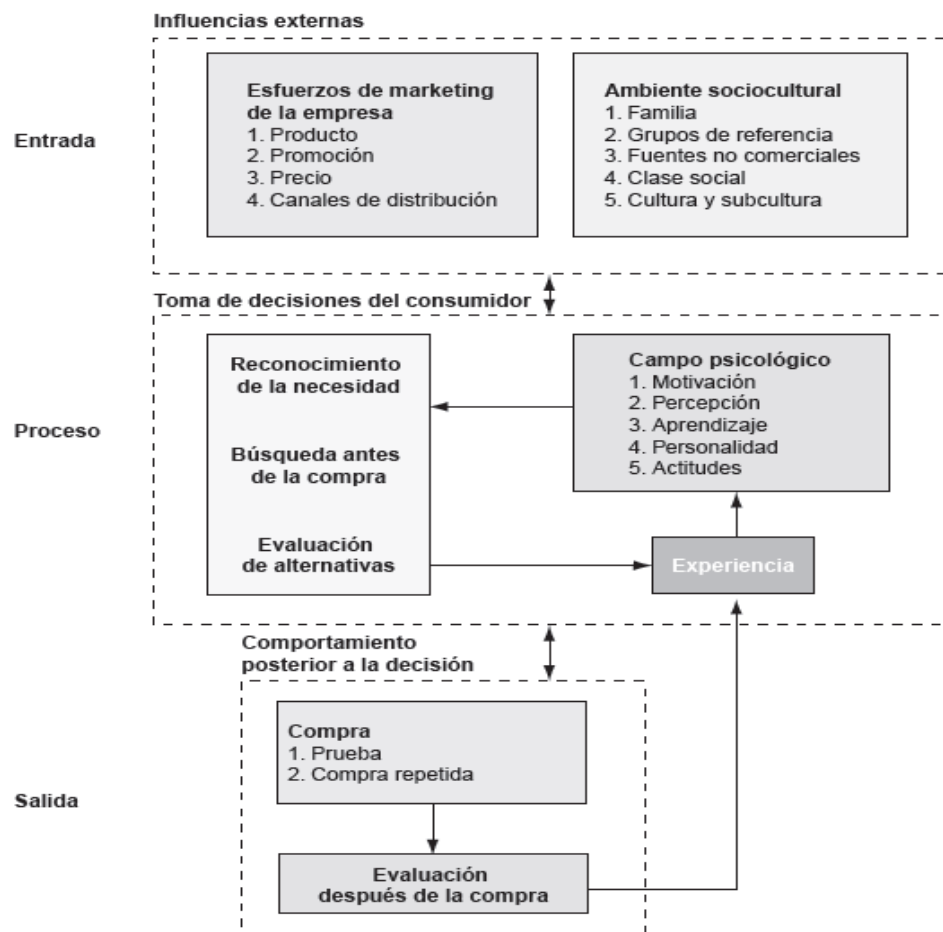 Influencias externas
Entrada
Esfuerzos de marketing
de la empresa
1. Producto
2. Promoción
3. Precio
4. Canales de distribución
Ambiente sociocultural
1. Familia
2. Grupos de referencia
3. Fuentes no comerciales
4. Clase social
5. Cultura y subcultura
Toma de decisiones del consumidor
Proceso
Reconocimiento
de la necesidad
Búsqueda antes
de la compra
Evaluación
de alternativas
Campo psicológico
1. Motivación
2. Percepción
3. Aprendizaje
4. Personalidad
5. Actitudes
Experiencia
Comportamiento
posterior a la decisión
Salida
Compra
1. Prueba
2. Compra repetida
Evaluación
después de la compra